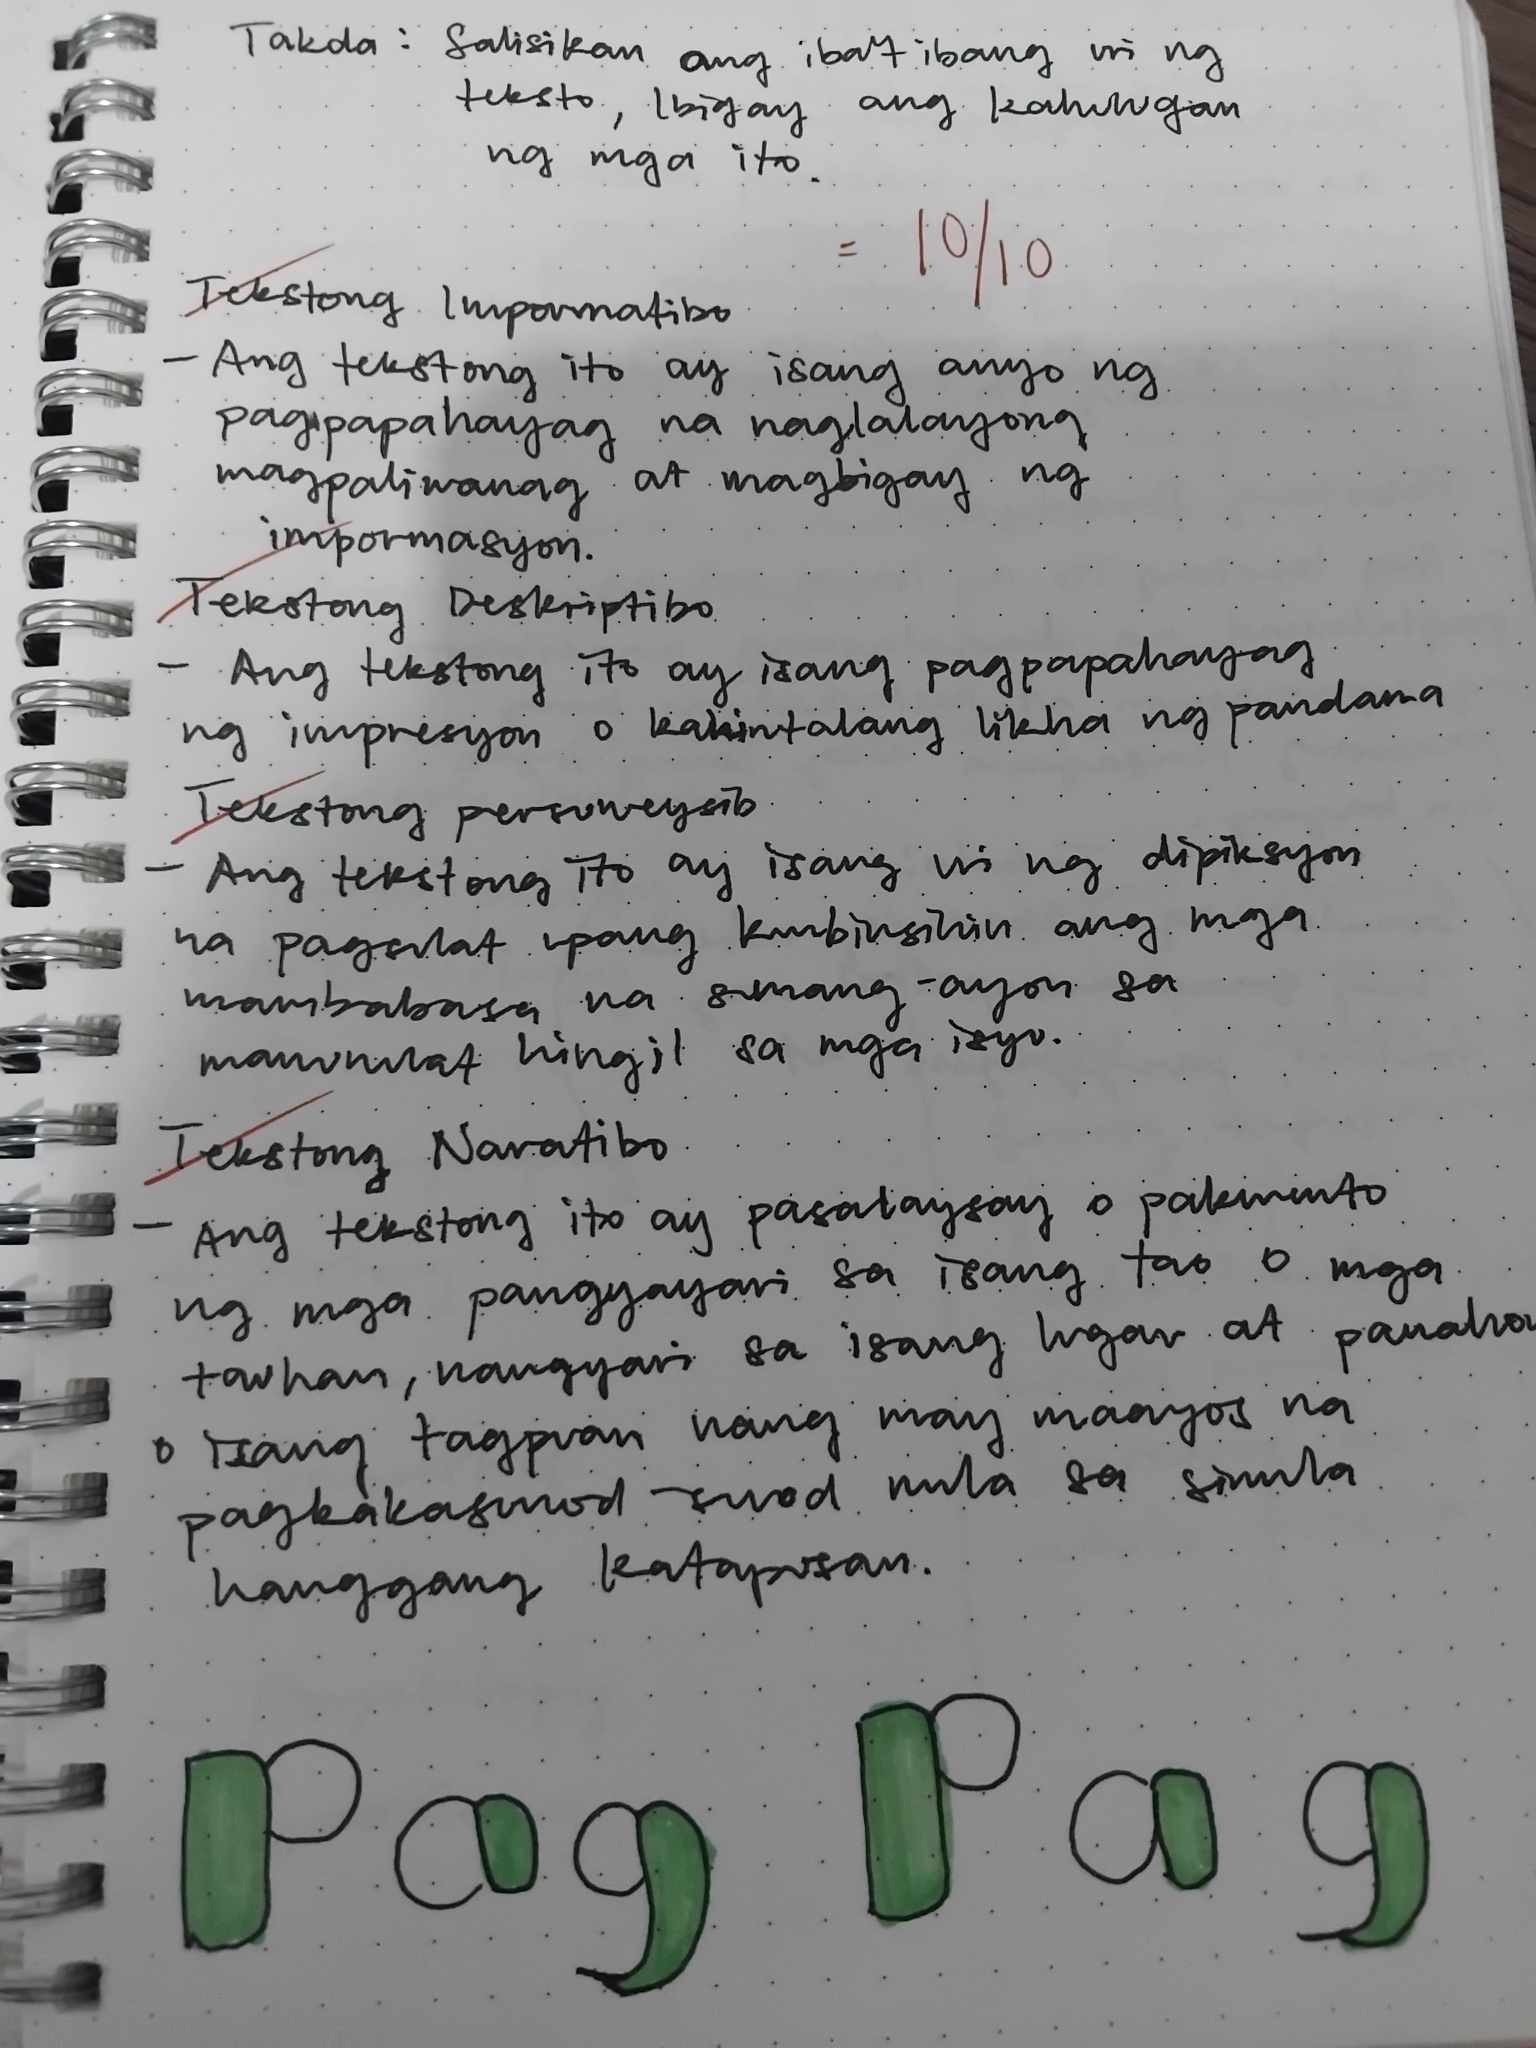 Takda: Salisikan ang iba't ibang uri ng
teksto, Ibigay ang kahulugan
ng mga ito.
= 10/10
Tekstong Impormatibo
- Ang tekstong ito ay isang anyo ng
pagpapahayag na naglalayong
magpaliwanag at magbigay ng
impormasyon.
Tekstong Deskriptibo
- Ang tekstong ito ay isang pagpapahayag
ng impresyon o kakintalang likha ng pandama
Tekstong persuweysib
- Ang tekstong ito ay isang uri ng dipiksyon
na pagsulat upang kumbinsihin ang mga
mambabasa na sumang-ayon sa
manunulat hingil sa mga isyu.
Tekstong Naratibo
- Ang tekstong ito ay pasalaysay o pakwento
ng mga pangyayari sa isang tao o mga
tauhan, nangyari sa isang lugar at panahon
o isang tagpuan nang may maayos na
pagkakasunod-sunod mula sa simula
hanggang katapusan.
Pag Pag